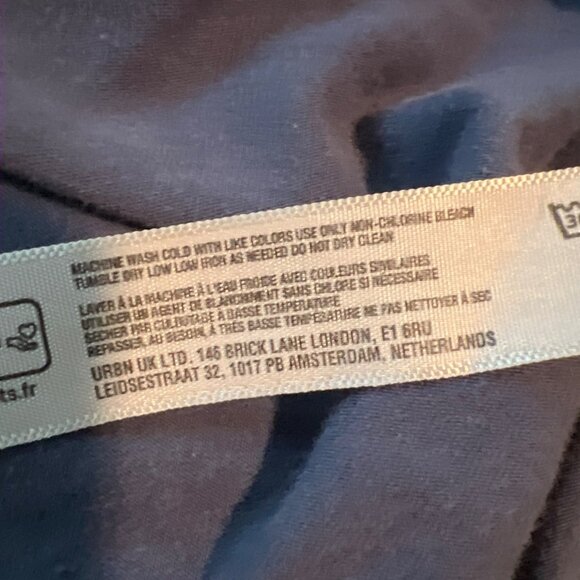 MACHINE WASH COLD WITH LIKE COLORS USE ONLY NON-CHLORINE BLEACH
TUMBLE DRY LOW LOW IRON AS NEEDED DO NOT DRY CLEAN
LAVER À LA MACHINE À L'EAU FROIDE AVEC COULEURS SIMILAIRES
UTILISER UN AGENT DE BLANCHIMENT SANS CHLORE SI NÉCESSAIRE
SÉCHER PAR CULBUTAGE À BASSE TEMPÉRATURE
REPASSER, AU BESOIN, À TRÈS BASSE TEMPÉRATURE NE PAS NETTOYER À SEC
URBN UK LTD. 146 BRICK LANE LONDON, E1 6RU
LEIDSESTRAAT 32, 1017 PB AMSTERDAM, NETHERLANDS
ts.fr